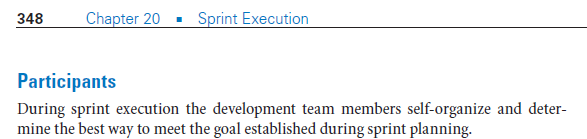 348 Chapter 20 ▪ Sprint Execution
Participants
During sprint execution the development team members self-organize and deter-
mine the best way to meet the goal established during sprint planning.